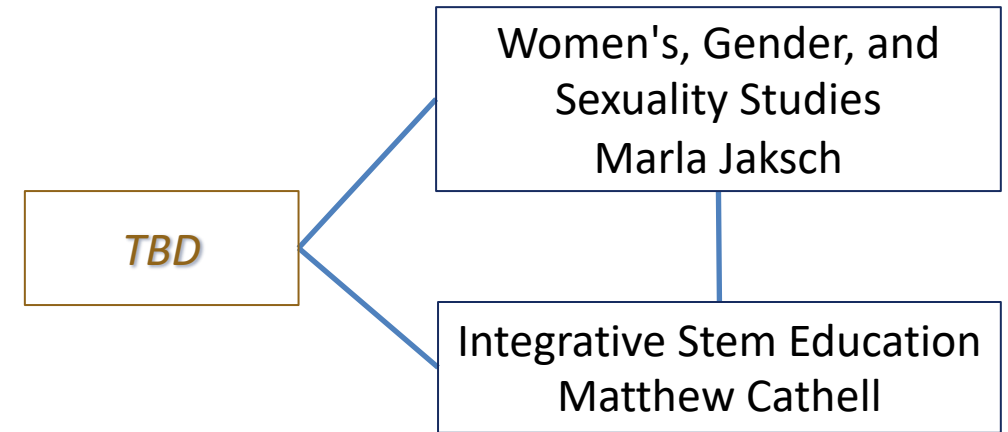 Women's, Gender, and
Sexuality Studies
Marla Jaksch
TBD
Integrative Stem Education
Matthew Cathell